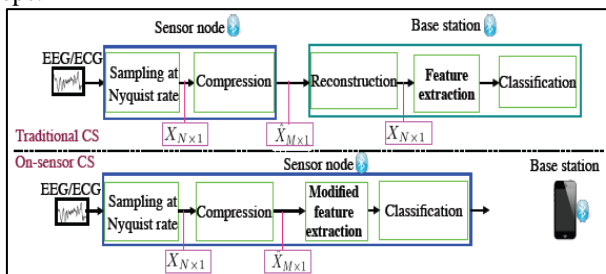 Sensor node
Base station
EEG/ECG
Sampling at
Nyquist rate
Compression
Reconstruction
Feature
extraction
Classification
X_{N×1}
X̂_{M×1}
X_{N×1}
Traditional CS
On-sensor CS
Sensor node
Base station
EEG/ECG
Sampling at
Nyquist rate
Compression
Modified
feature
extraction
Classification
X_{N×1}
X̂_{M×1}